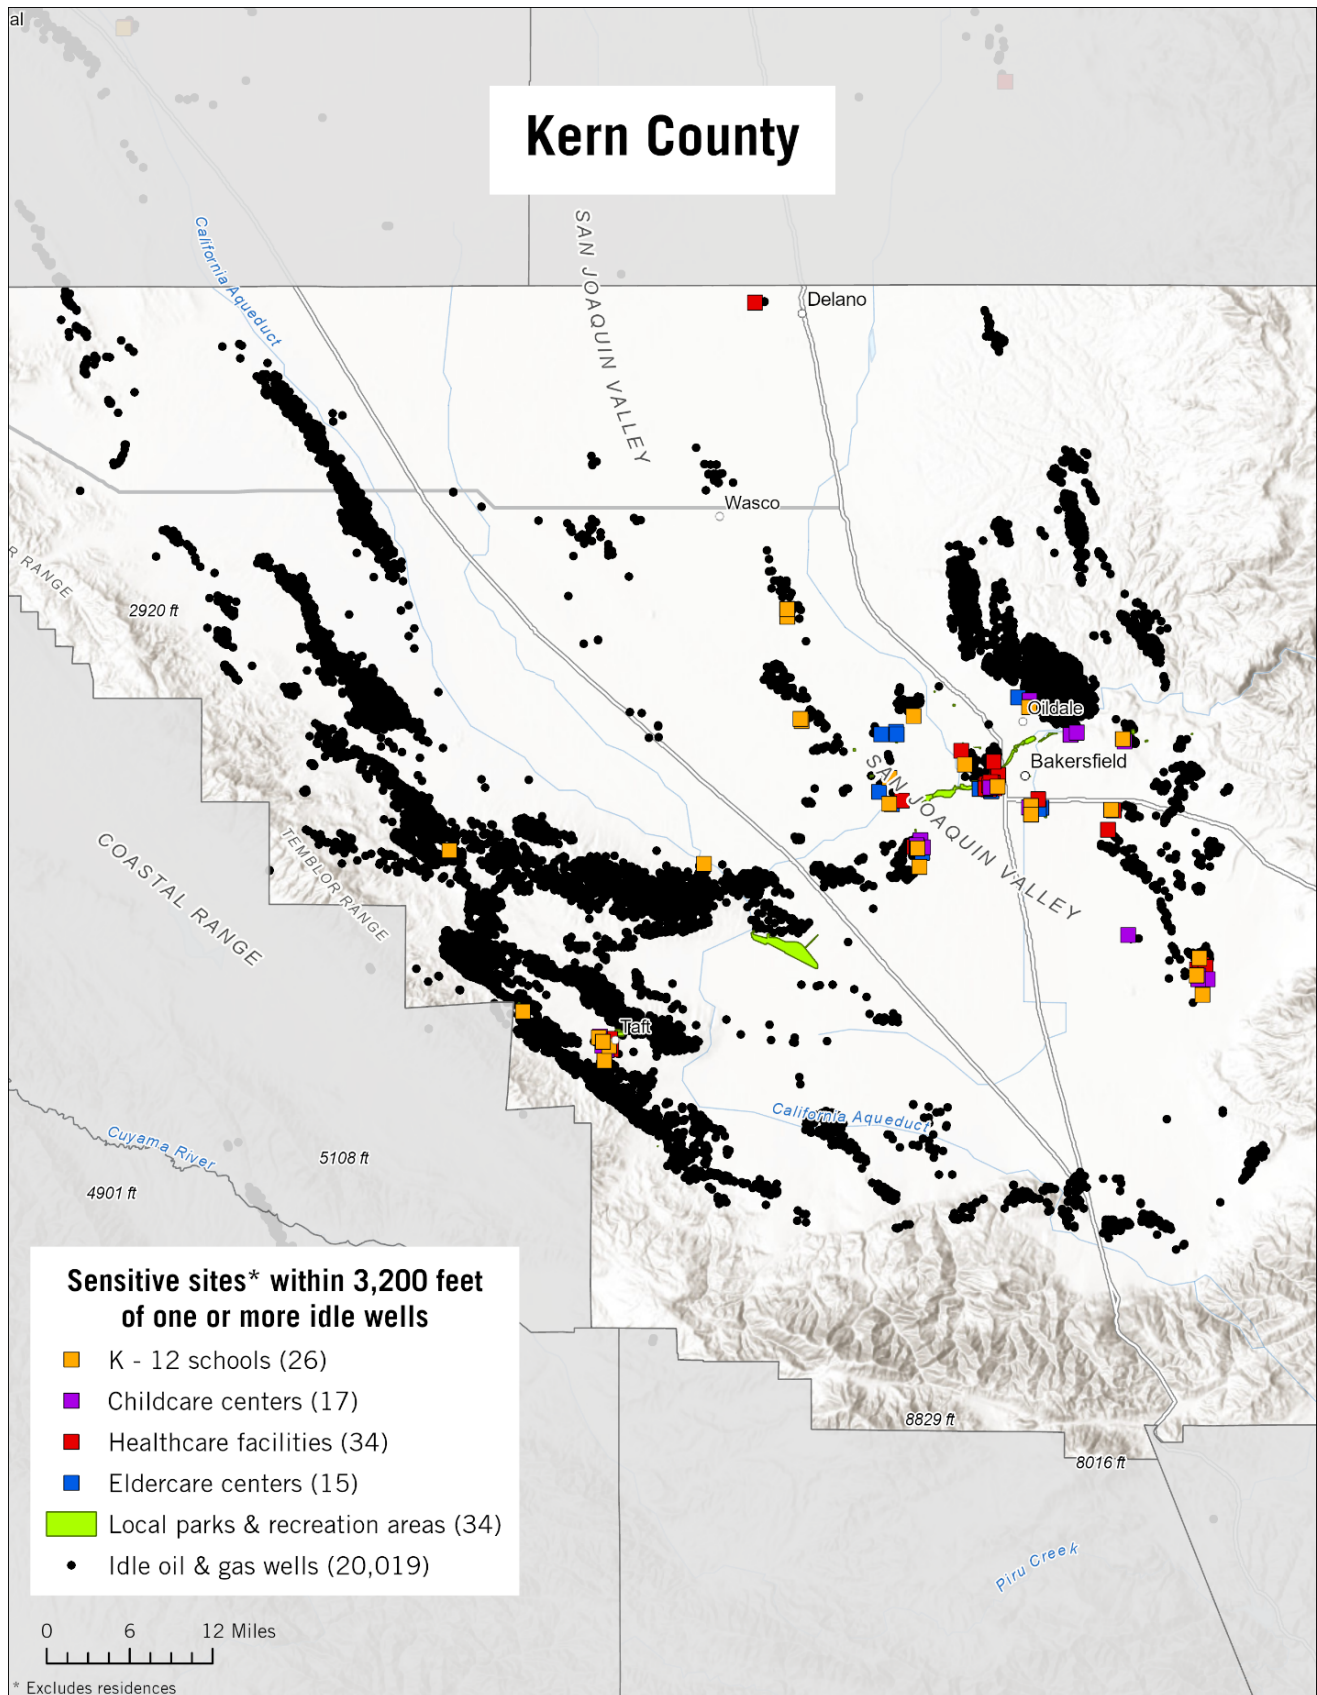 al
Kern County
California Aqueduct
SAN JOAQUIN VALLEY
Delano
Wasco
R RANGE
2920 ft
Oildale
Bakersfield
SAN JOAQUIN VALLEY
COASTAL RANGE
TEMBLOR RANGE
Taft
California Aqueduct
Cuyama River
5108 ft
4901 ft
8829 ft
8016 ft
Piru Creek
Sensitive sites* within 3,200 feet
of one or more idle wells
K - 12 schools (26)
Childcare centers (17)
Healthcare facilities (34)
Eldercare centers (15)
Local parks & recreation areas (34)
Idle oil & gas wells (20,019)
0 6 12 Miles
* Excludes residences